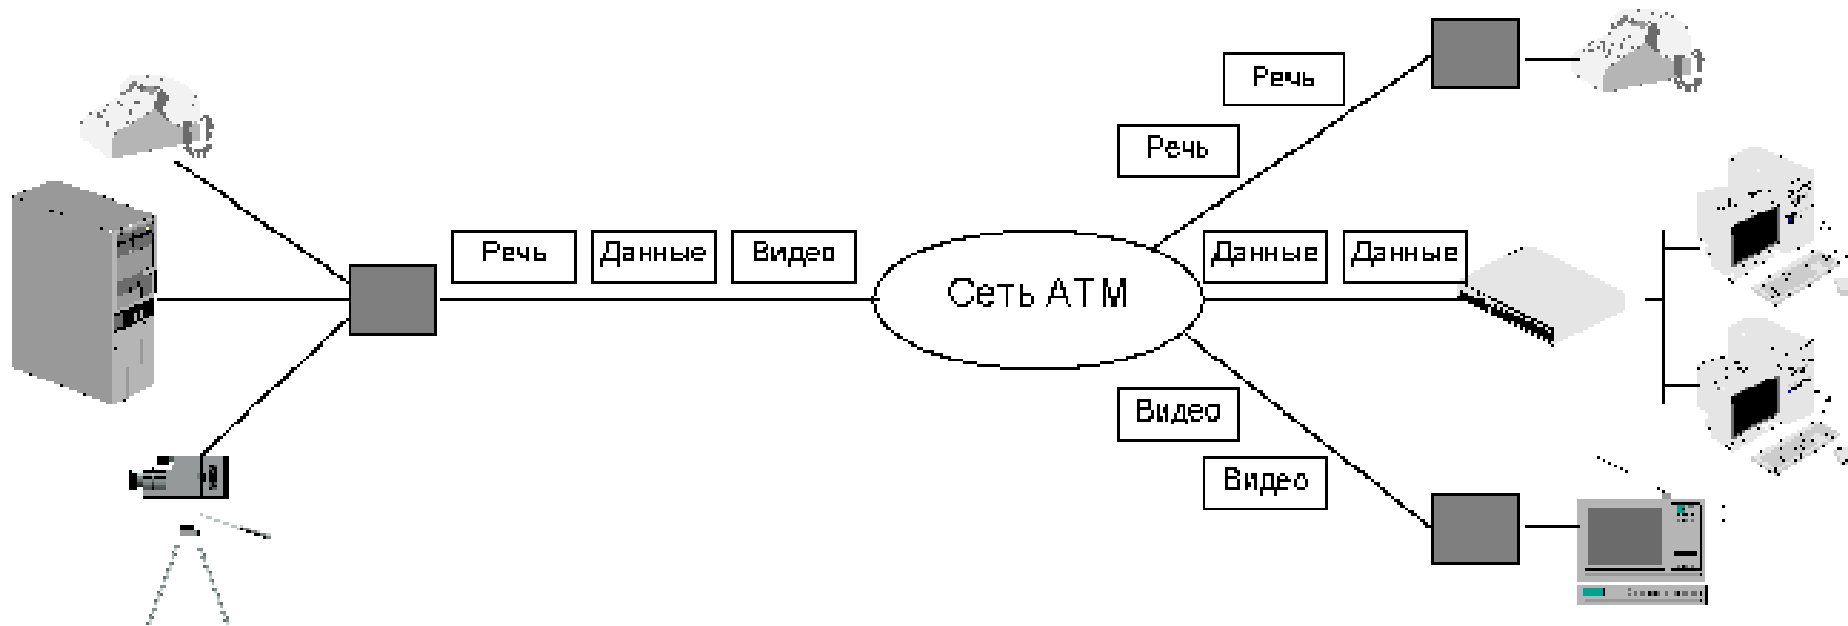 Речь
Речь
Речь Данные Видео
Сеть АТМ
Данные Данные
Видео
Видео